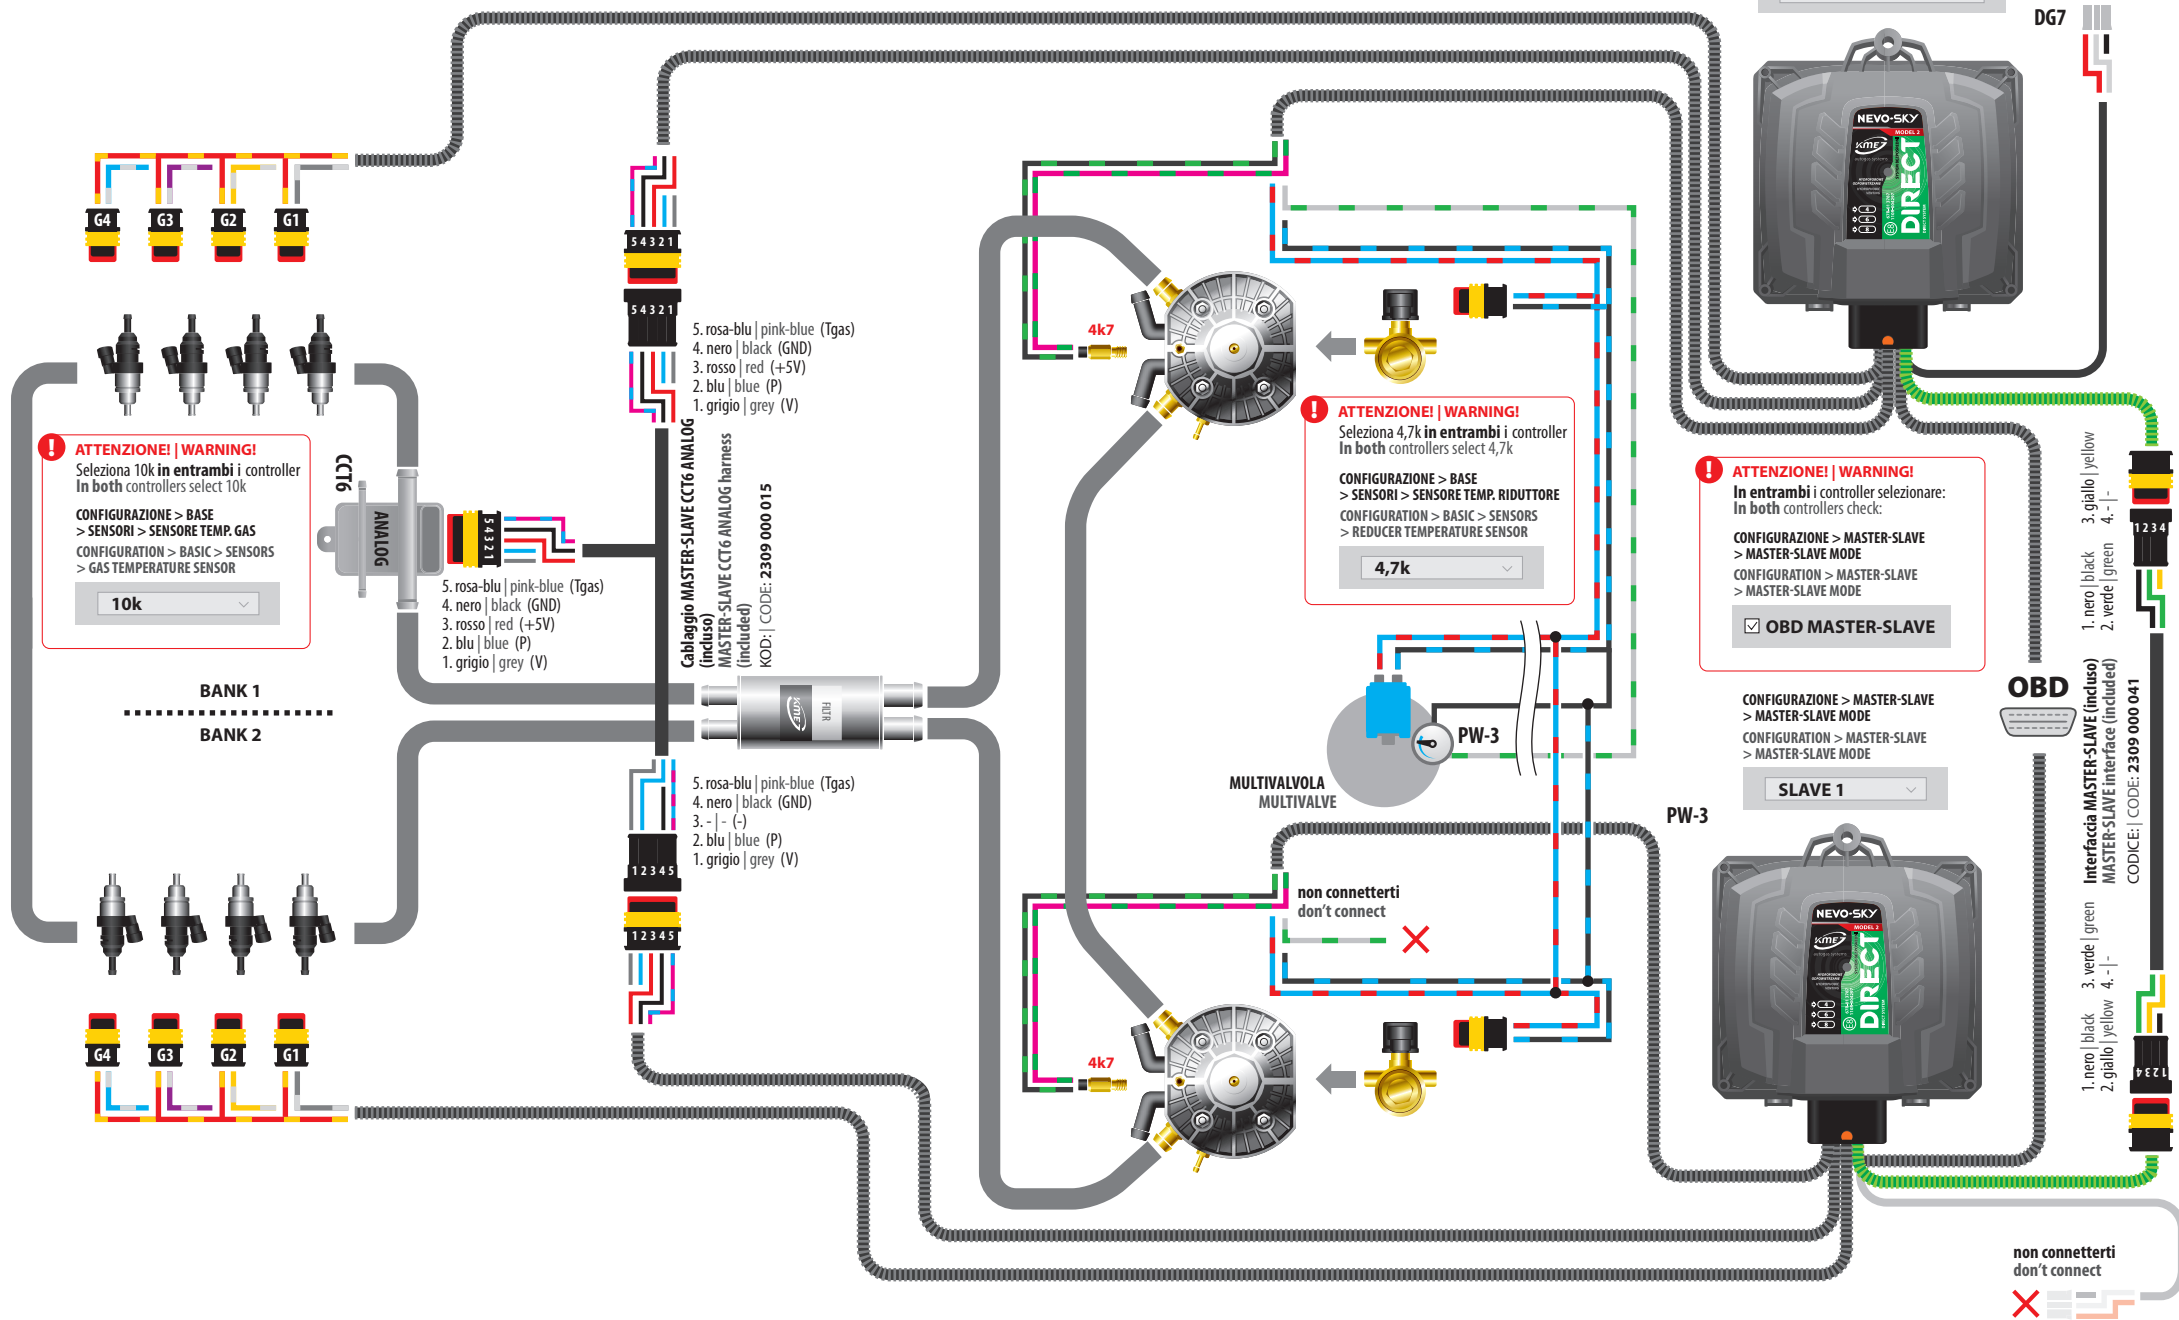 DG7
NEVO-SKY
MODEL 2
KME
DIRECT
G4
G3
G2
G1
5 4 3 2 1
5 4 3 2 1
5. rosa-blu | pink-blue (Tgas)
4. nero | black (GND)
3. rosso | red (+5V)
2. blu | blue (P)
1. grigio | grey (V)
4k7
ATTENZIONE! | WARNING!
Seleziona 10k in entrambi i controller
In both controllers select 10k
CONFIGURAZIONE > BASE
> SENSORI > SENSORE TEMP. GAS
CONFIGURATION > BASIC > SENSORS
> GAS TEMPERATURE SENSOR
10k
CCT6
ANALOG
5 4 3 2 1
5. rosa-blu | pink-blue (Tgas)
4. nero | black (GND)
3. rosso | red (+5V)
2. blu | blue (P)
1. grigio | grey (V)
Cablaggio MASTER-SLAVE CCT6 ANALOG
(incluso)
MASTER-SLAVE CCT6 ANALOG harness
(included)
KOD: | CODE: 2309 000 015
ATTENZIONE! | WARNING!
Seleziona 4,7k in entrambi i controller
In both controllers select 4,7k
CONFIGURAZIONE > BASE
> SENSORI > SENSORE TEMP. RIDUTTORE
CONFIGURATION > BASIC > SENSORS
> REDUCER TEMPERATURE SENSOR
4,7k
ATTENZIONE! | WARNING!
In entrambi i controller selezionare:
In both controllers check:
CONFIGURAZIONE > MASTER-SLAVE
> MASTER-SLAVE MODE
CONFIGURATION > MASTER-SLAVE
> MASTER-SLAVE MODE
OBD MASTER-SLAVE
1. nero | black 3. giallo | yellow
2. verde | green 4. - | -
1 2 3 4
BANK 1
BANK 2
KME
FILTR
PW-3
MULTIVALVOLA
MULTIVALVE
OBD
CONFIGURAZIONE > MASTER-SLAVE
> MASTER-SLAVE MODE
CONFIGURATION > MASTER-SLAVE
> MASTER-SLAVE MODE
SLAVE 1
Interfaccia MASTER-SLAVE (incluso)
MASTER-SLAVE interface (included)
CODICE: | CODE: 2309 000 041
5. rosa-blu | pink-blue (Tgas)
4. nero | black (GND)
3. - | - (-)
2. blu | blue (P)
1. grigio | grey (V)
1 2 3 4 5
1 2 3 4 5
PW-3
non connetterti
don't connect
NEVO-SKY
MODEL 2
KME
DIRECT
1. nero | black 3. verde | green
2. giallo | yellow 4. - | -
1 2 3 4
G4
G3
G2
G1
4k7
non connetterti
don't connect